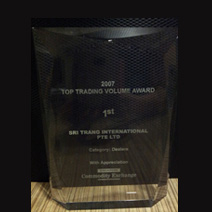 2007
TOP TRADING VOLUME AWARD
1st
SRI TRANG INTERNATIONAL
PTE LTD
Category: Dealers
With Appreciation
Commodity Exchange